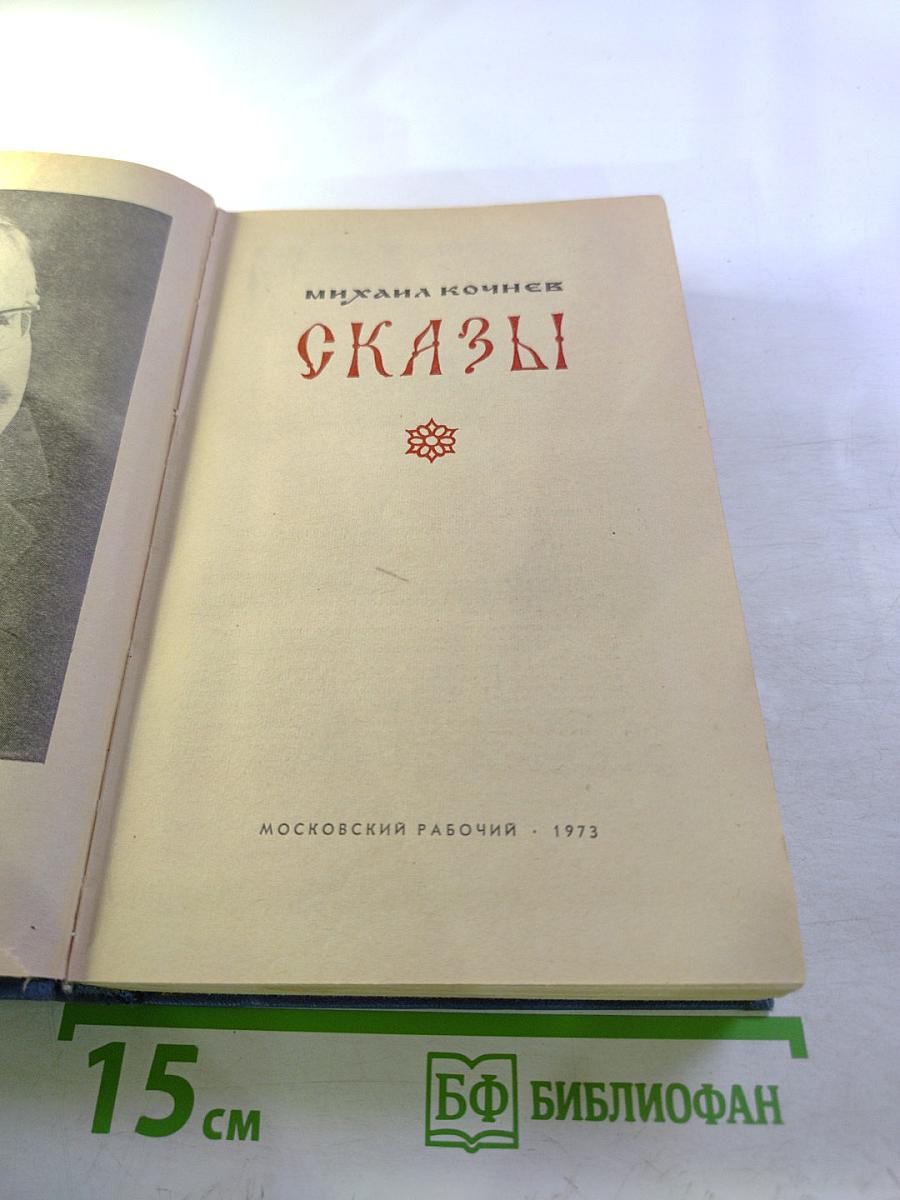 МИХАИЛ КОЧНЕВ
СКАЗЫ
МОСКОВСКИЙ РАБОЧИЙ · 1973
15 см
БФ БИБЛИОФАН